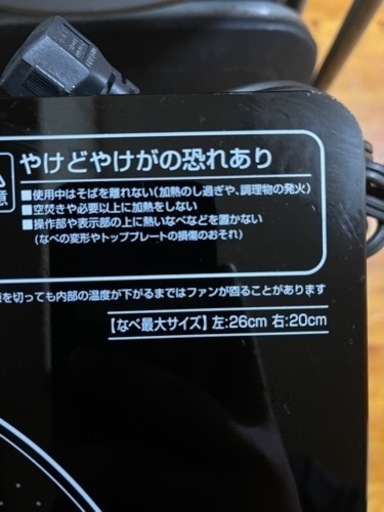 意
やけどやけがの恐れあり
■使用中はそばを離れない(加熱のし過ぎや、調理物の発火)
■空焚きや必要以上に加熱をしない
■操作部や表示部の上に熱いなべなどを置かない
(なべの変形やトッププレートの損傷のおそれ)
を切っても内部の温度が下がるまではファンが回ることがあります
【なべ最大サイズ】左:26cm 右:20cm